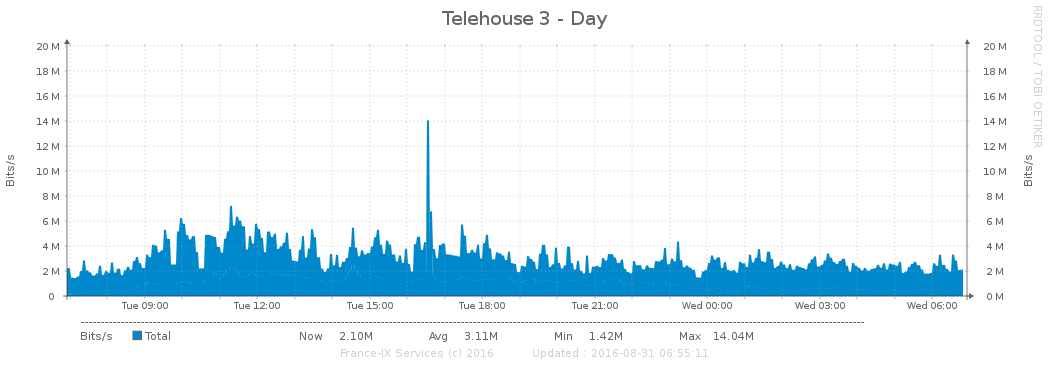 Telehouse 3 - Day
RRDTOOL / TOBI OETIKER
Bits/s
20 M 20 M
18 M 18 M
16 M 16 M
14 M 14 M
12 M 12 M
10 M 10 M
8 M 8 M
6 M 6 M
4 M 4 M
2 M 2 M
0 0 M
Bits/s
Tue 09:00 Tue 12:00 Tue 15:00 Tue 18:00 Tue 21:00 Wed 00:00 Wed 03:00 Wed 06:00
Bits/s Total Now 2.10M Avg 3.11M Min 1.42M Max 14.04M
France-IX Services (c) 2016 Updated : 2016-08-31 06:55:11